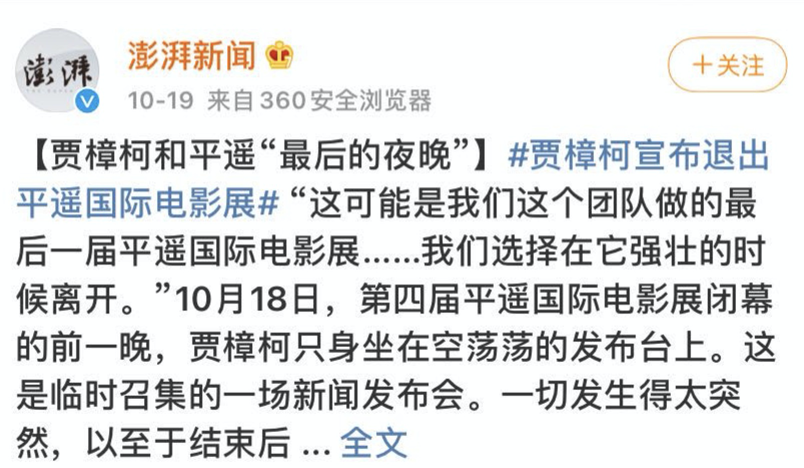 澎湃
THE PAPER
澎湃新闻
10-19 来自360安全浏览器
+关注
【贾樟柯和平遥“最后的夜晚”】#贾樟柯宣布退出
平遥国际电影展# “这可能是我们这个团队做的最
后一届平遥国际电影展……我们选择在它强壮的时
候离开。”10月18日，第四届平遥国际电影展闭幕
的前一晚，贾樟柯只身坐在空荡荡的发布台上。这
是临时召集的一场新闻发布会。一切发生得太突
然，以至于结束后 ... 全文